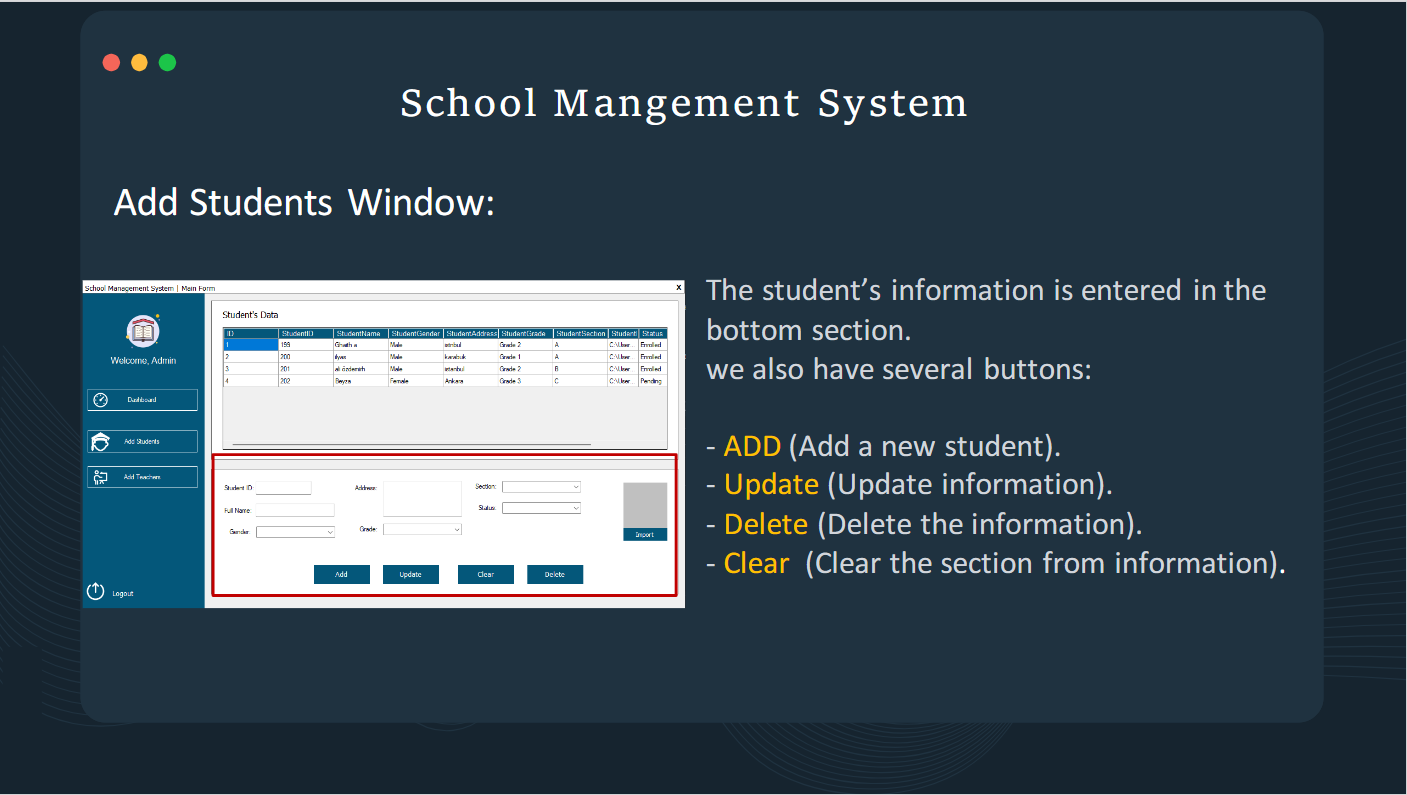 School Mangement System
Add Students Window:
School Management System | Main Form
X
Welcome, Admin
Dashboard
Add Students
Add Teachers
Logout
Student's Data
ID StudentID StudentName StudentGender StudentAddress StudentGrade StudentSection StudentI Status
1 199 Ghaith a Male istnbul Grade 2 A C:\User... Enrolled
2 200 ilyas Male karabuk Grade 1 A C:\User... Enrolled
3 201 ali özdemirh Male istanbul Grade 2 B C:\User... Enrolled
4 202 Beyza Female Ankara Grade 3 C C:\User... Pending
Student ID: Address: Section:
Status:
Full Name:
Gender: Grade:
Import
Add Update Clear Delete
The student’s information is entered in the
bottom section.
we also have several buttons:
- ADD (Add a new student).
- Update (Update information).
- Delete (Delete the information).
- Clear (Clear the section from information).